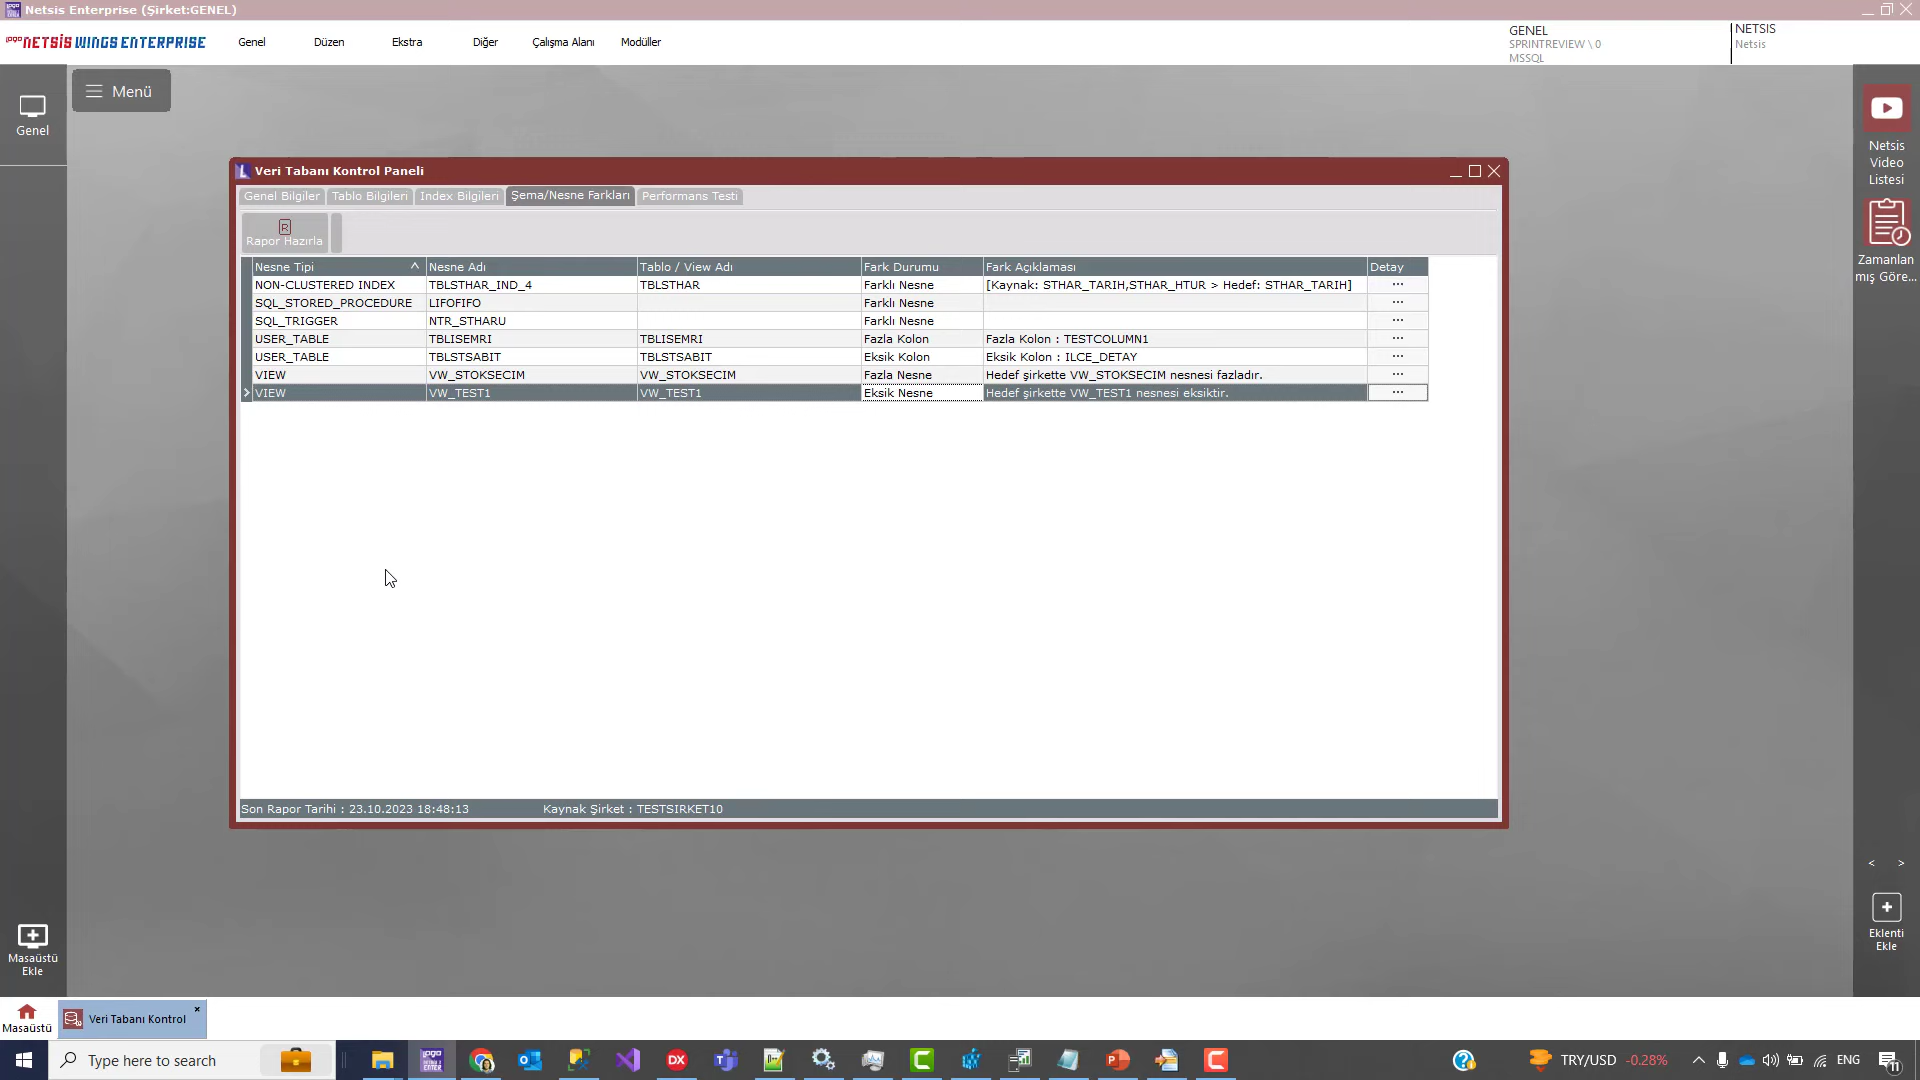 Netsis Enterprise (Şirket:GENEL)
LOGO NETSİS WINGS ENTERPRISE
Genel
Düzen
Ekstra
Diğer
Çalışma Alanı
Modüller
GENEL
SPRINTREVIEW \ 0
MSSQL
NETSIS
Netsis
Genel
Menü
Netsis
Video
Listesi
Zamanlan
mış Göre...
Veri Tabanı Kontrol Paneli
Genel Bilgiler
Tablo Bilgileri
Index Bilgileri
Şema/Nesne Farkları
Performans Testi
R
Rapor Hazırla
Nesne Tipi Nesne Adı Tablo / View Adı Fark Durumu Fark Açıklaması Detay
NON-CLUSTERED INDEX TBLSTHAR_IND_4 TBLSTHAR Farklı Nesne [Kaynak: STHAR_TARIH,STHAR_HTUR > Hedef: STHAR_TARIH] ...
SQL_STORED_PROCEDURE LIFOFIFO Farklı Nesne ...
SQL_TRIGGER NTR_STHARU Farklı Nesne ...
USER_TABLE TBLISEMRI TBLISEMRI Fazla Kolon Fazla Kolon : TESTCOLUMN1 ...
USER_TABLE TBLSTSABIT TBLSTSABIT Eksik Kolon Eksik Kolon : ILCE_DETAY ...
VIEW VW_STOKSECIM VW_STOKSECIM Fazla Nesne Hedef şirkette VW_STOKSECIM nesnesi fazladır. ...
VIEW VW_TEST1 VW_TEST1 Eksik Nesne Hedef şirkette VW_TEST1 nesnesi eksiktir. ...
Son Rapor Tarihi : 23.10.2023 18:48:13 Kaynak Şirket : TESTSIRKET10
< >
Eklenti
Ekle
Masaüstü
Ekle
Masaüstü
Veri Tabanı Kontrol
Type here to search
TRY/USD -0.28%
ENG
11